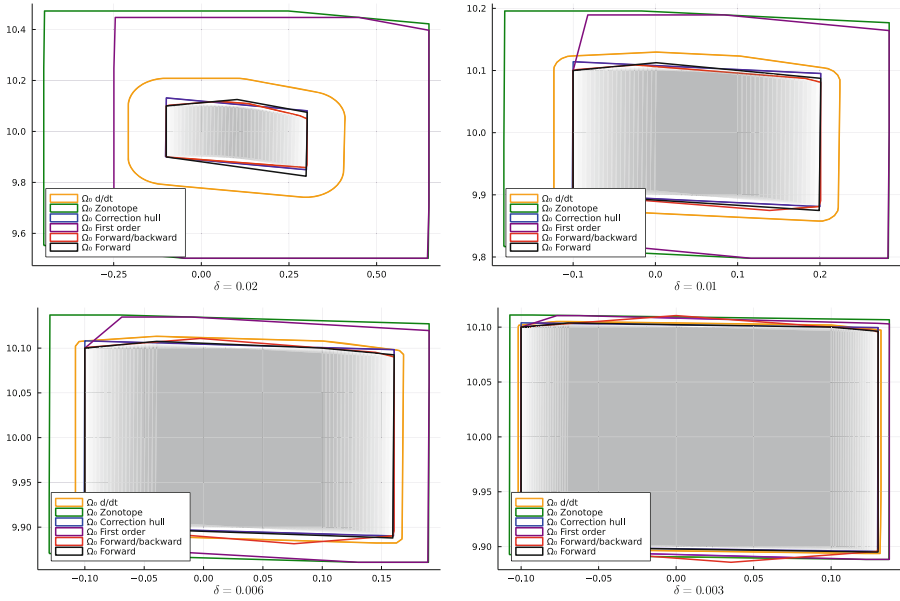 10.4
10.2
10.0
9.8
9.6
Ω₀ d/dt
Ω₀ Zonotope
Ω₀ Correction hull
Ω₀ First order
Ω₀ Forward/backward
Ω₀ Forward
−0.25 0.00 0.25 0.50
δ = 0.02
10.2
10.1
10.0
9.9
9.8
Ω₀ d/dt
Ω₀ Zonotope
Ω₀ Correction hull
Ω₀ First order
Ω₀ Forward/backward
Ω₀ Forward
−0.1 0.0 0.1 0.2
δ = 0.01
10.10
10.05
10.00
9.95
9.90
Ω₀ d/dt
Ω₀ Zonotope
Ω₀ Correction hull
Ω₀ First order
Ω₀ Forward/backward
Ω₀ Forward
−0.10 −0.05 0.00 0.05 0.10 0.15
δ = 0.006
10.10
10.05
10.00
9.95
9.90
Ω₀ d/dt
Ω₀ Zonotope
Ω₀ Correction hull
Ω₀ First order
Ω₀ Forward/backward
Ω₀ Forward
−0.10 −0.05 0.00 0.05 0.10
δ = 0.003